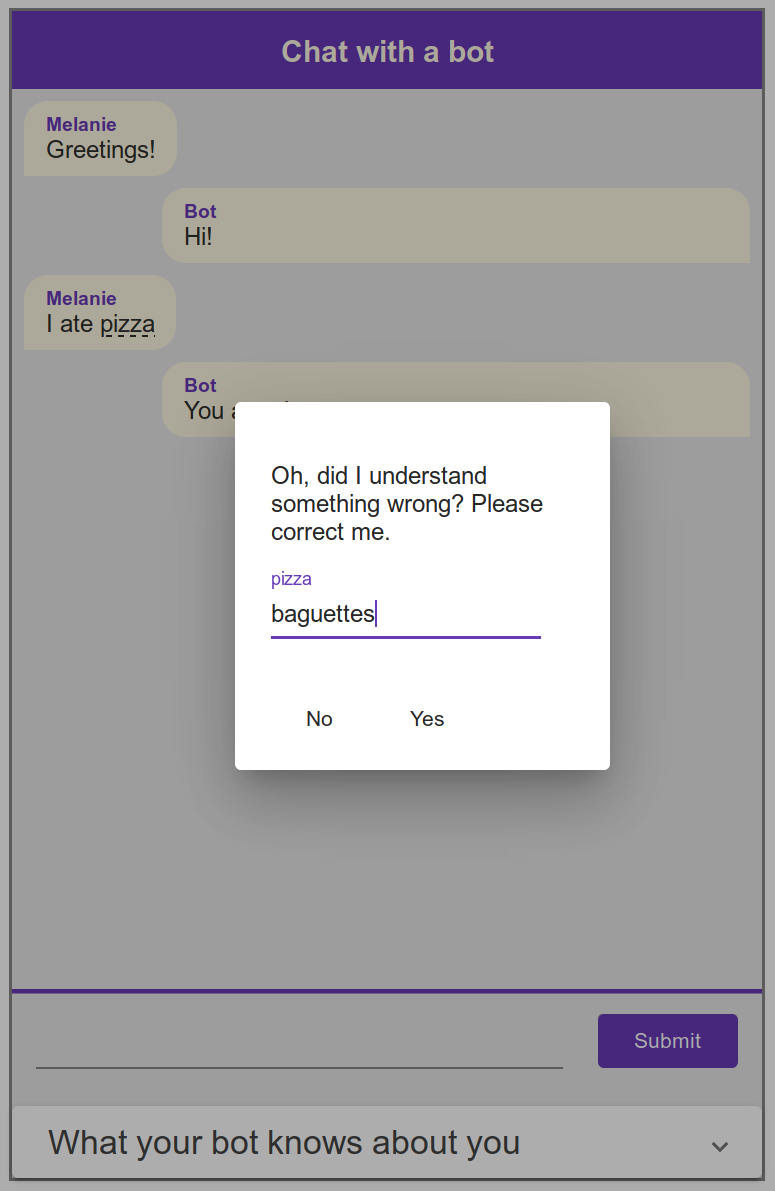 Chat with a bot
Melanie
Greetings!
Bot
Hi!
Melanie
I ate pizza
Bot
You
Oh, did I understand
something wrong? Please
correct me.
pizza
baguettes
No
Yes
Submit
What your bot knows about you